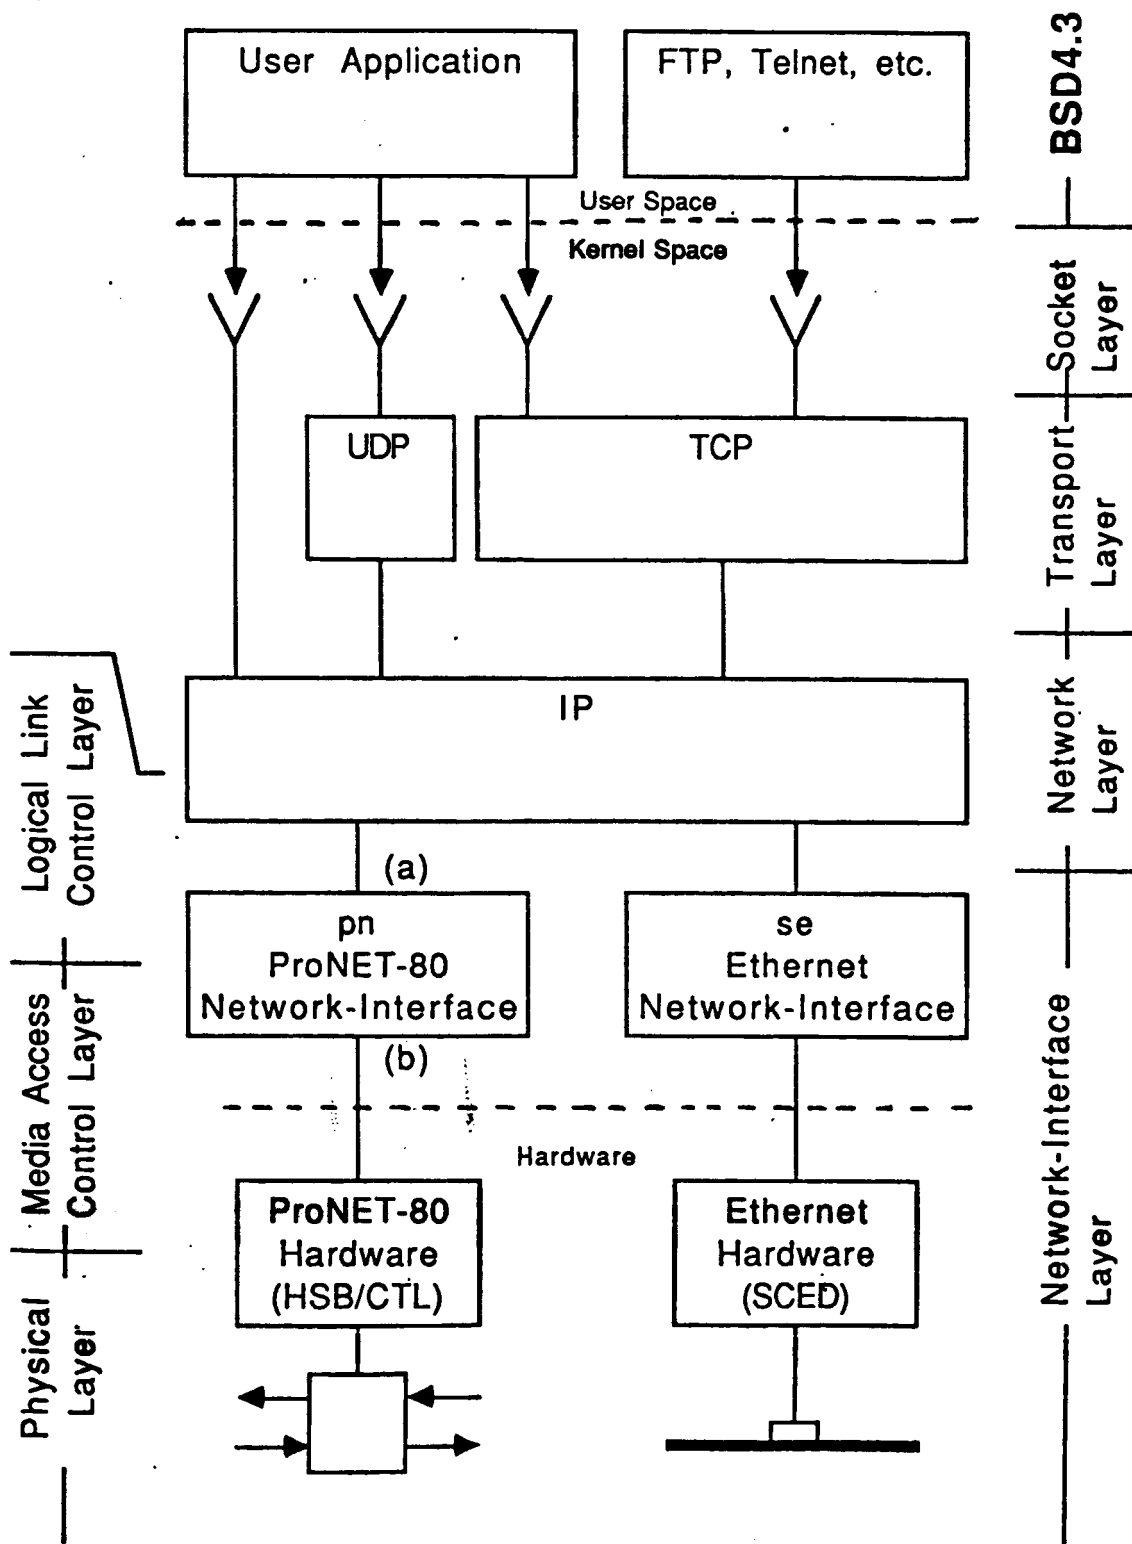 User Application
FTP, Telnet, etc.
BSD4.3
User Space
Kernel Space
Socket
Layer
UDP
TCP
Transport
Layer
IP
Network
Layer
Logical Link
Control Layer
(a)
pn
ProNET-80
Network-Interface
se
Ethernet
Network-Interface
(b)
Media Access
Control Layer
Network-Interface
Layer
Hardware
ProNET-80
Hardware
(HSB/CTL)
Ethernet
Hardware
(SCED)
Physical
Layer